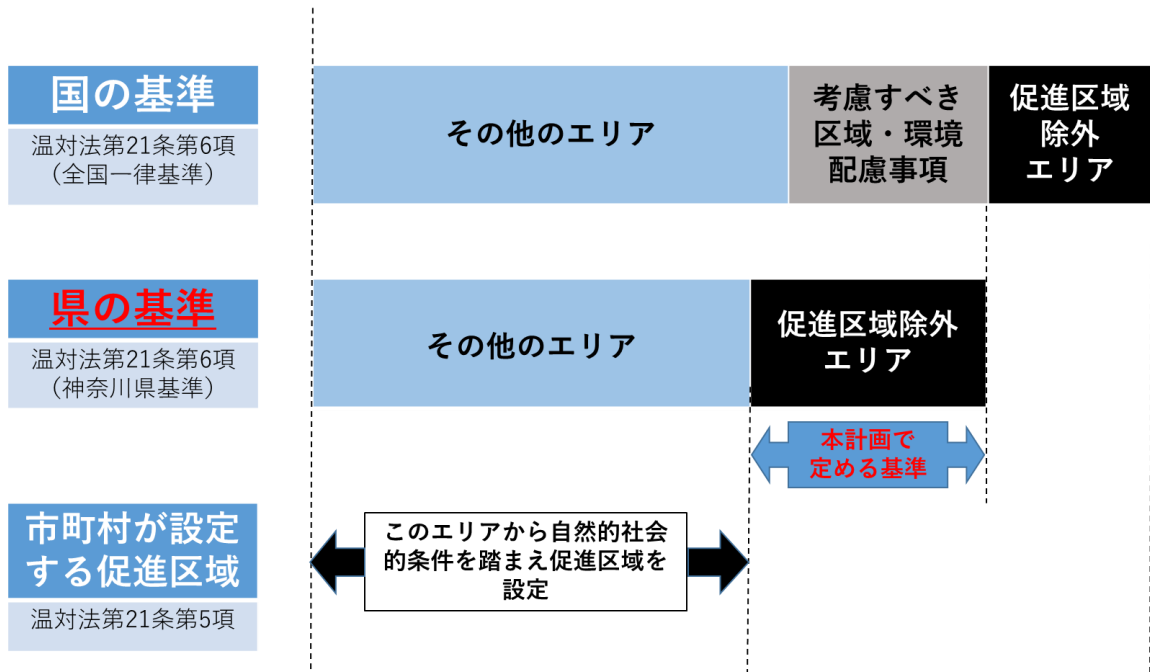 国の基準
温対法第21条第6項
（全国一律基準）
その他のエリア
考慮すべき
区域・環境
配慮事項
促進区域
除外
エリア
県の基準
温対法第21条第6項
（神奈川県基準）
その他のエリア
促進区域除外
エリア
本計画で
定める基準
市町村が設定
する促進区域
温対法第21条第5項
このエリアから自然的社会
的条件を踏まえ促進区域を
設定